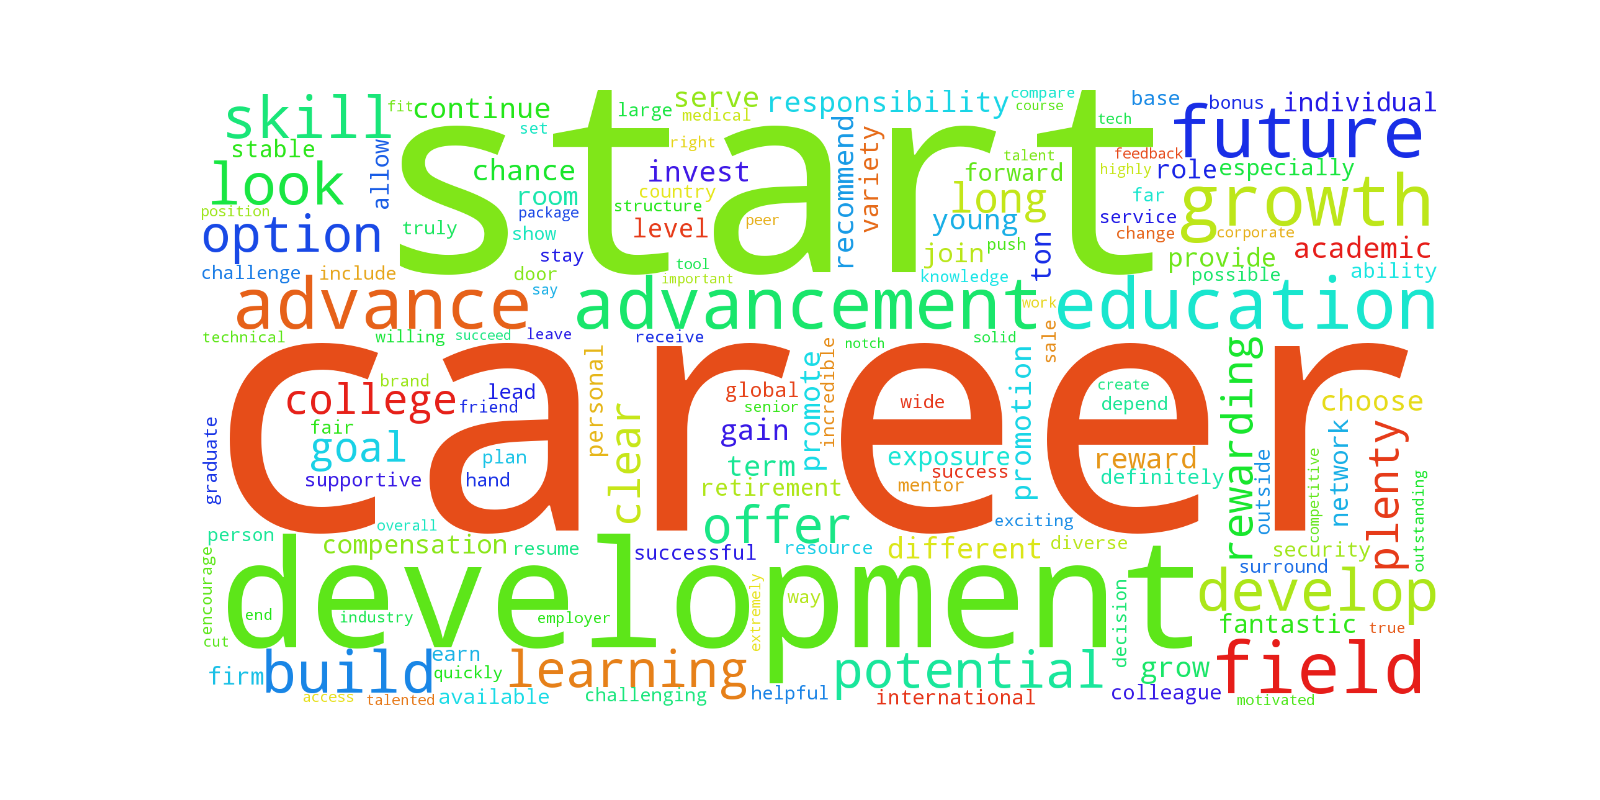 start
career
development
advance
advancement
education
future
growth
skill
look
option
fit
continue
large
serve
medical
responsibility
compare
course
base
bonus
individual
tech
set
stable
allow
chance
right
invest
recommend
variety
talent
forward
feedback
highly
role
especially
room
country
long
far
position
package
structure
peer
young
service
truly
show
level
join
push
change
corporate
stay
ton
provide
academic
challenge
include
door
tool
important
knowledge
possible
ability
say
work
technical
willing
succeed
leave
receive
notch
solid
sale
brand
lead
personal
global
promote
incredible
wide
promotion
create
depend
rewarding
choose
college
friend
senior
fair
goal
clear
gain
graduate
plan
term
exposure
success
reward
definitely
outside
competitive
network
plenty
outstanding
supportive
hand
retirement
mentor
overall
offer
exciting
person
compensation
resume
successful
resource
different
diverse
security
surround
encourage
end
industry
employer
extremely
way
decision
develop
cut
fantastic
true
firm
build
earn
quickly
learning
potential
grow
field
access
talented
available
challenging
helpful
international
colleague
motivated